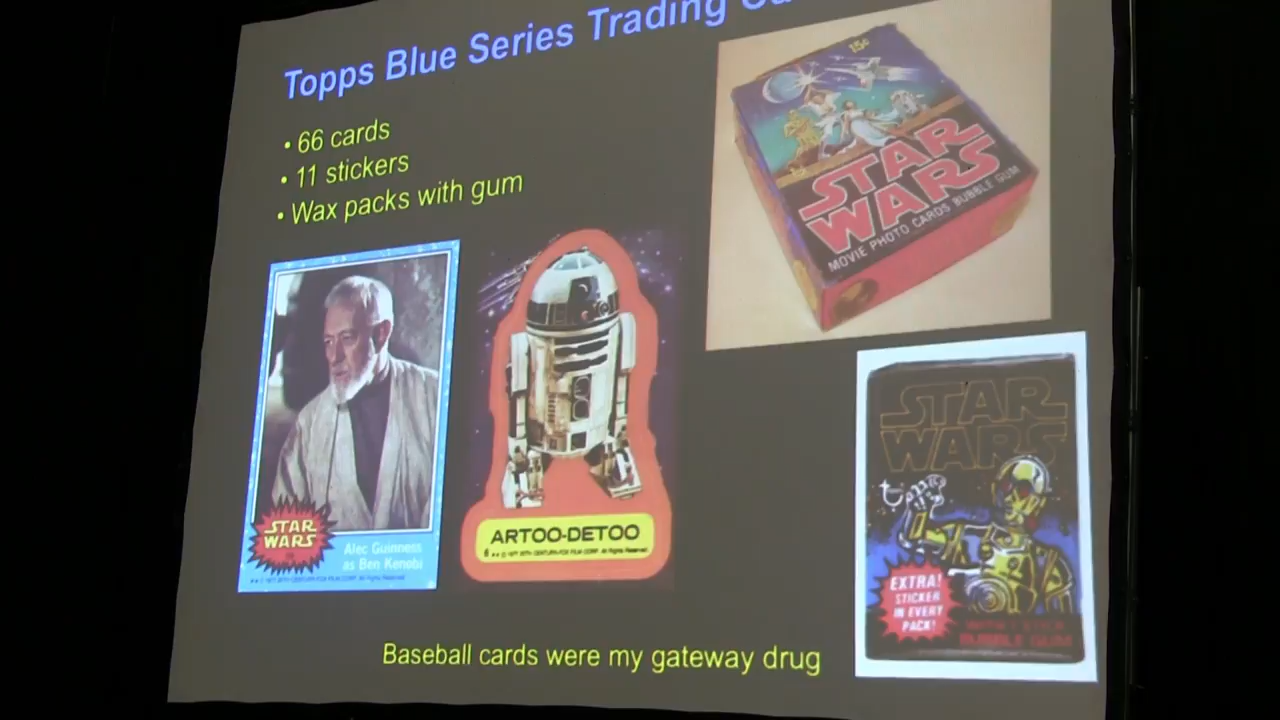 Topps Blue Series Trading
• 66 cards
• 11 stickers
• Wax packs with gum
15¢
STAR
WARS
MOVIE PHOTO CARDS BUBBLE GUM
STAR
WARS
Alec Guinness
as Ben Kenobi
ARTOO-DETOO
STAR
WARS
EXTRA!
STICKER
IN EVERY
PACK!
BUBBLE GUM
Baseball cards were my gateway drug